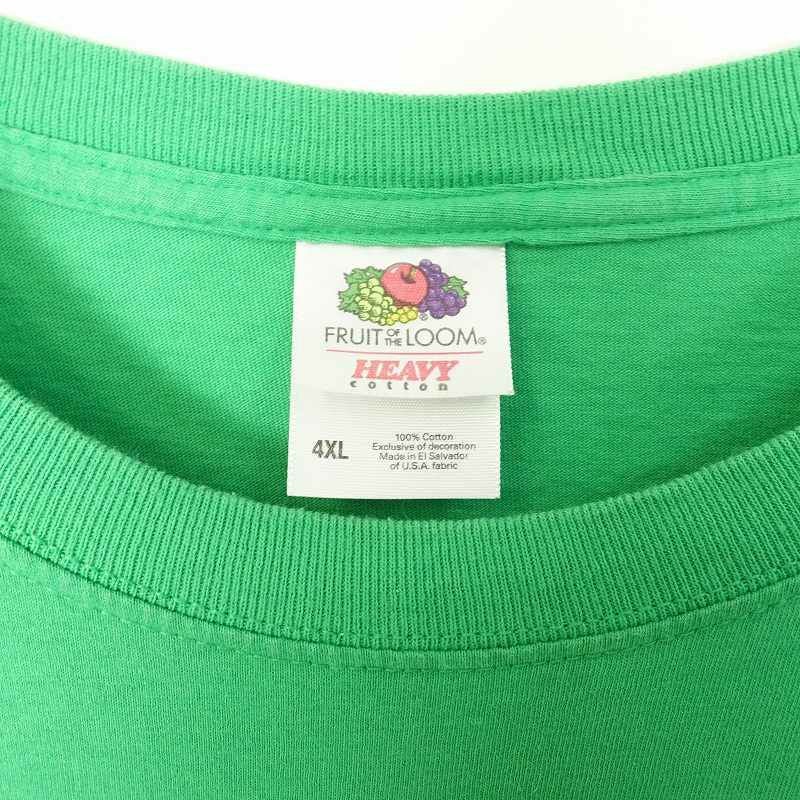 FRUIT OF THE LOOM®
HEAVY
cotton
4XL
100% Cotton
Exclusive of decoration
Made in El Salvador
of U.S.A. fabric